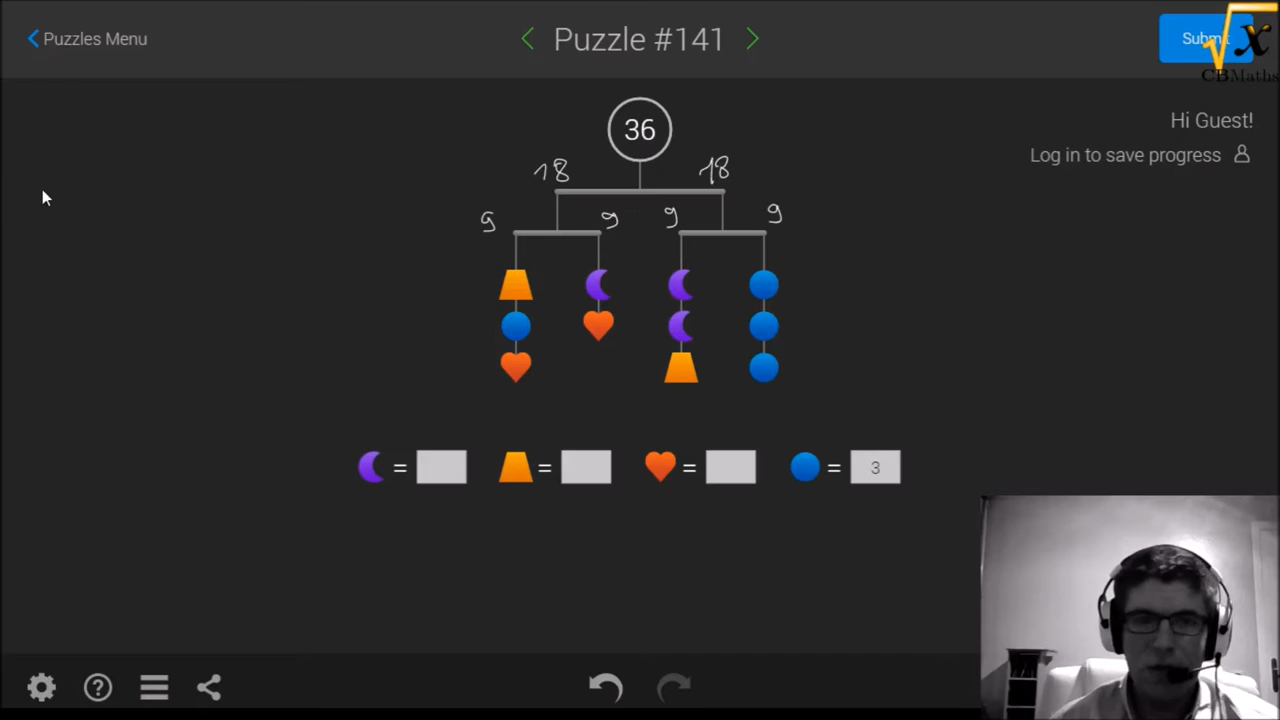 Puzzles Menu
Puzzle #141
Submit
x
CBMaths
36
Hi Guest!
Log in to save progress
18
18
9
9
9
9
=
=
=
= 3